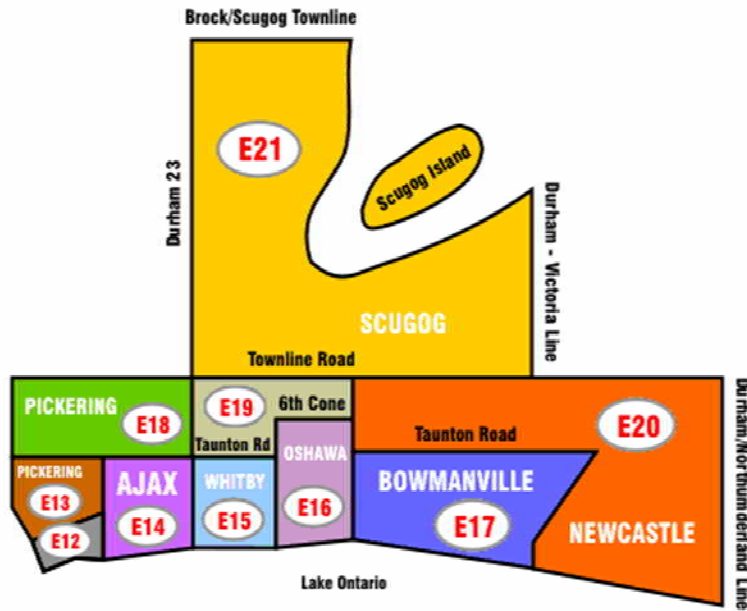 Brock/Scugog Townline
E21
Scugog Island
Durham 23
Durham - Victoria Line
SCUGOG
Townline Road
PICKERING
E18
E19
6th Cone
Taunton Rd
Taunton Road
E20
Durham/Northumderland Line
PICKERING
E13
E12
AJAX
E14
WHITBY
E15
OSHAWA
E16
BOWMANVILLE
E17
NEWCASTLE
Lake Ontario